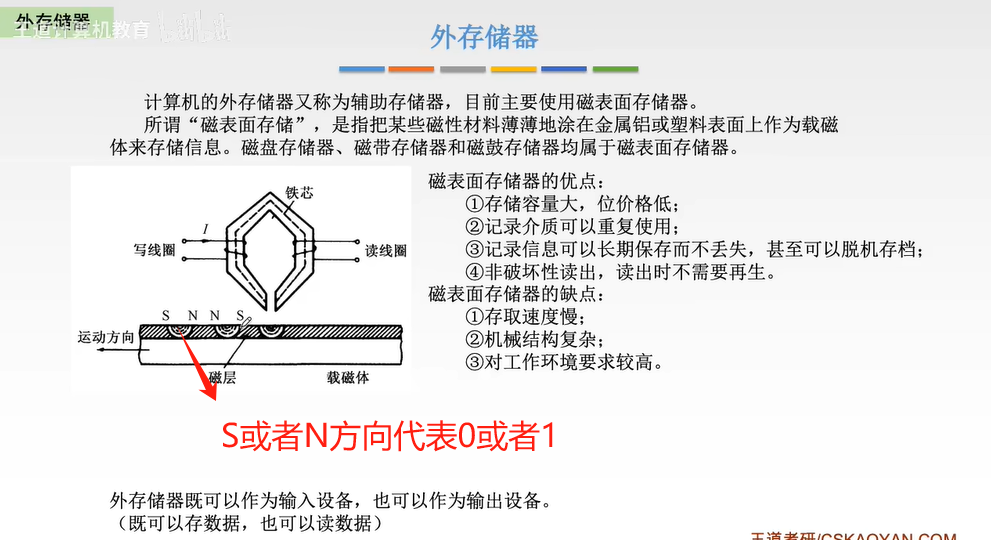 外存储器
王道计算机教育
外存储器
计算机的外存储器又称为辅助存储器，目前主要使用磁表面存储器。
所谓“磁表面存储”，是指把某些磁性材料薄薄地涂在金属铝或塑料表面上作为载磁
体来存储信息。磁盘存储器、磁带存储器和磁鼓存储器均属于磁表面存储器。
铁芯
I
写线圈
读线圈
S N N S
运动方向
磁层
载磁体
磁表面存储器的优点：
①存储容量大，位价格低；
②记录介质可以重复使用；
③记录信息可以长期保存而不丢失，甚至可以脱机存档；
④非破坏性读出，读出时不需要再生。
磁表面存储器的缺点：
①存取速度慢；
②机械结构复杂；
③对工作环境要求较高。
S或者N方向代表0或者1
外存储器既可以作为输入设备，也可以作为输出设备。
（既可以存数据，也可以读数据）
王道考研/CSKAOYAN.COM